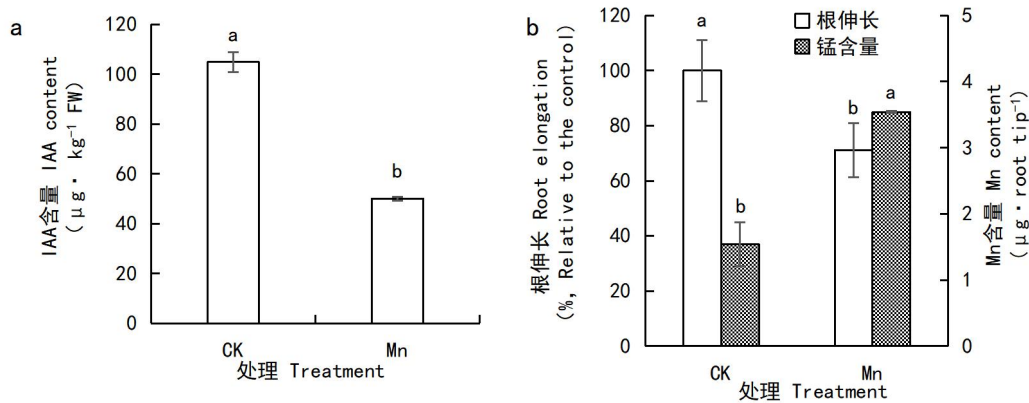 a
IAA含量 IAA content
(μg· kg⁻¹ FW)
120
100
80
60
40
20
0
a
b
CK
Mn
处理 Treatment
b
根伸长 Root elongation
(%, Relative to the control)
120
100
80
60
40
20
0
a
b
b
a
根伸长
锰含量
5
4
3
2
1
0
Mn含量 Mn content
(μg·root tip⁻¹)
CK
Mn
处理 Treatment